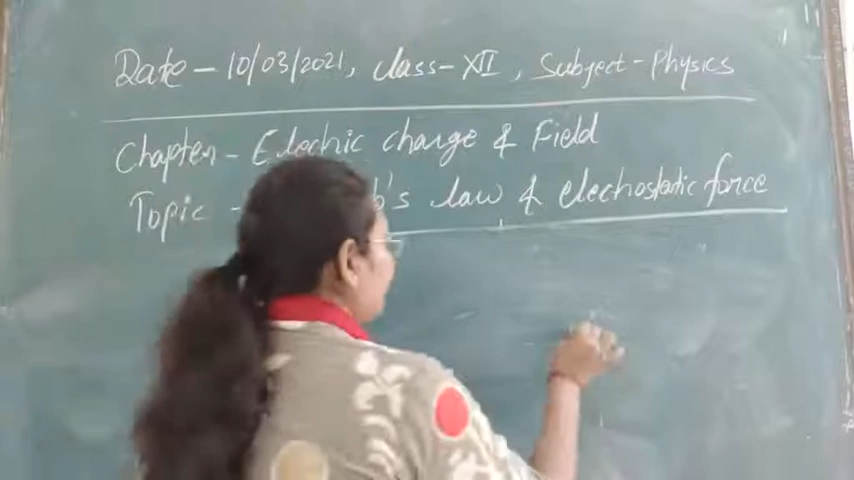 Date - 10/03/2021, class - XII, Subject - Physics
Chapter - Electric charge & Field
Topic - b's law & electrostatic force